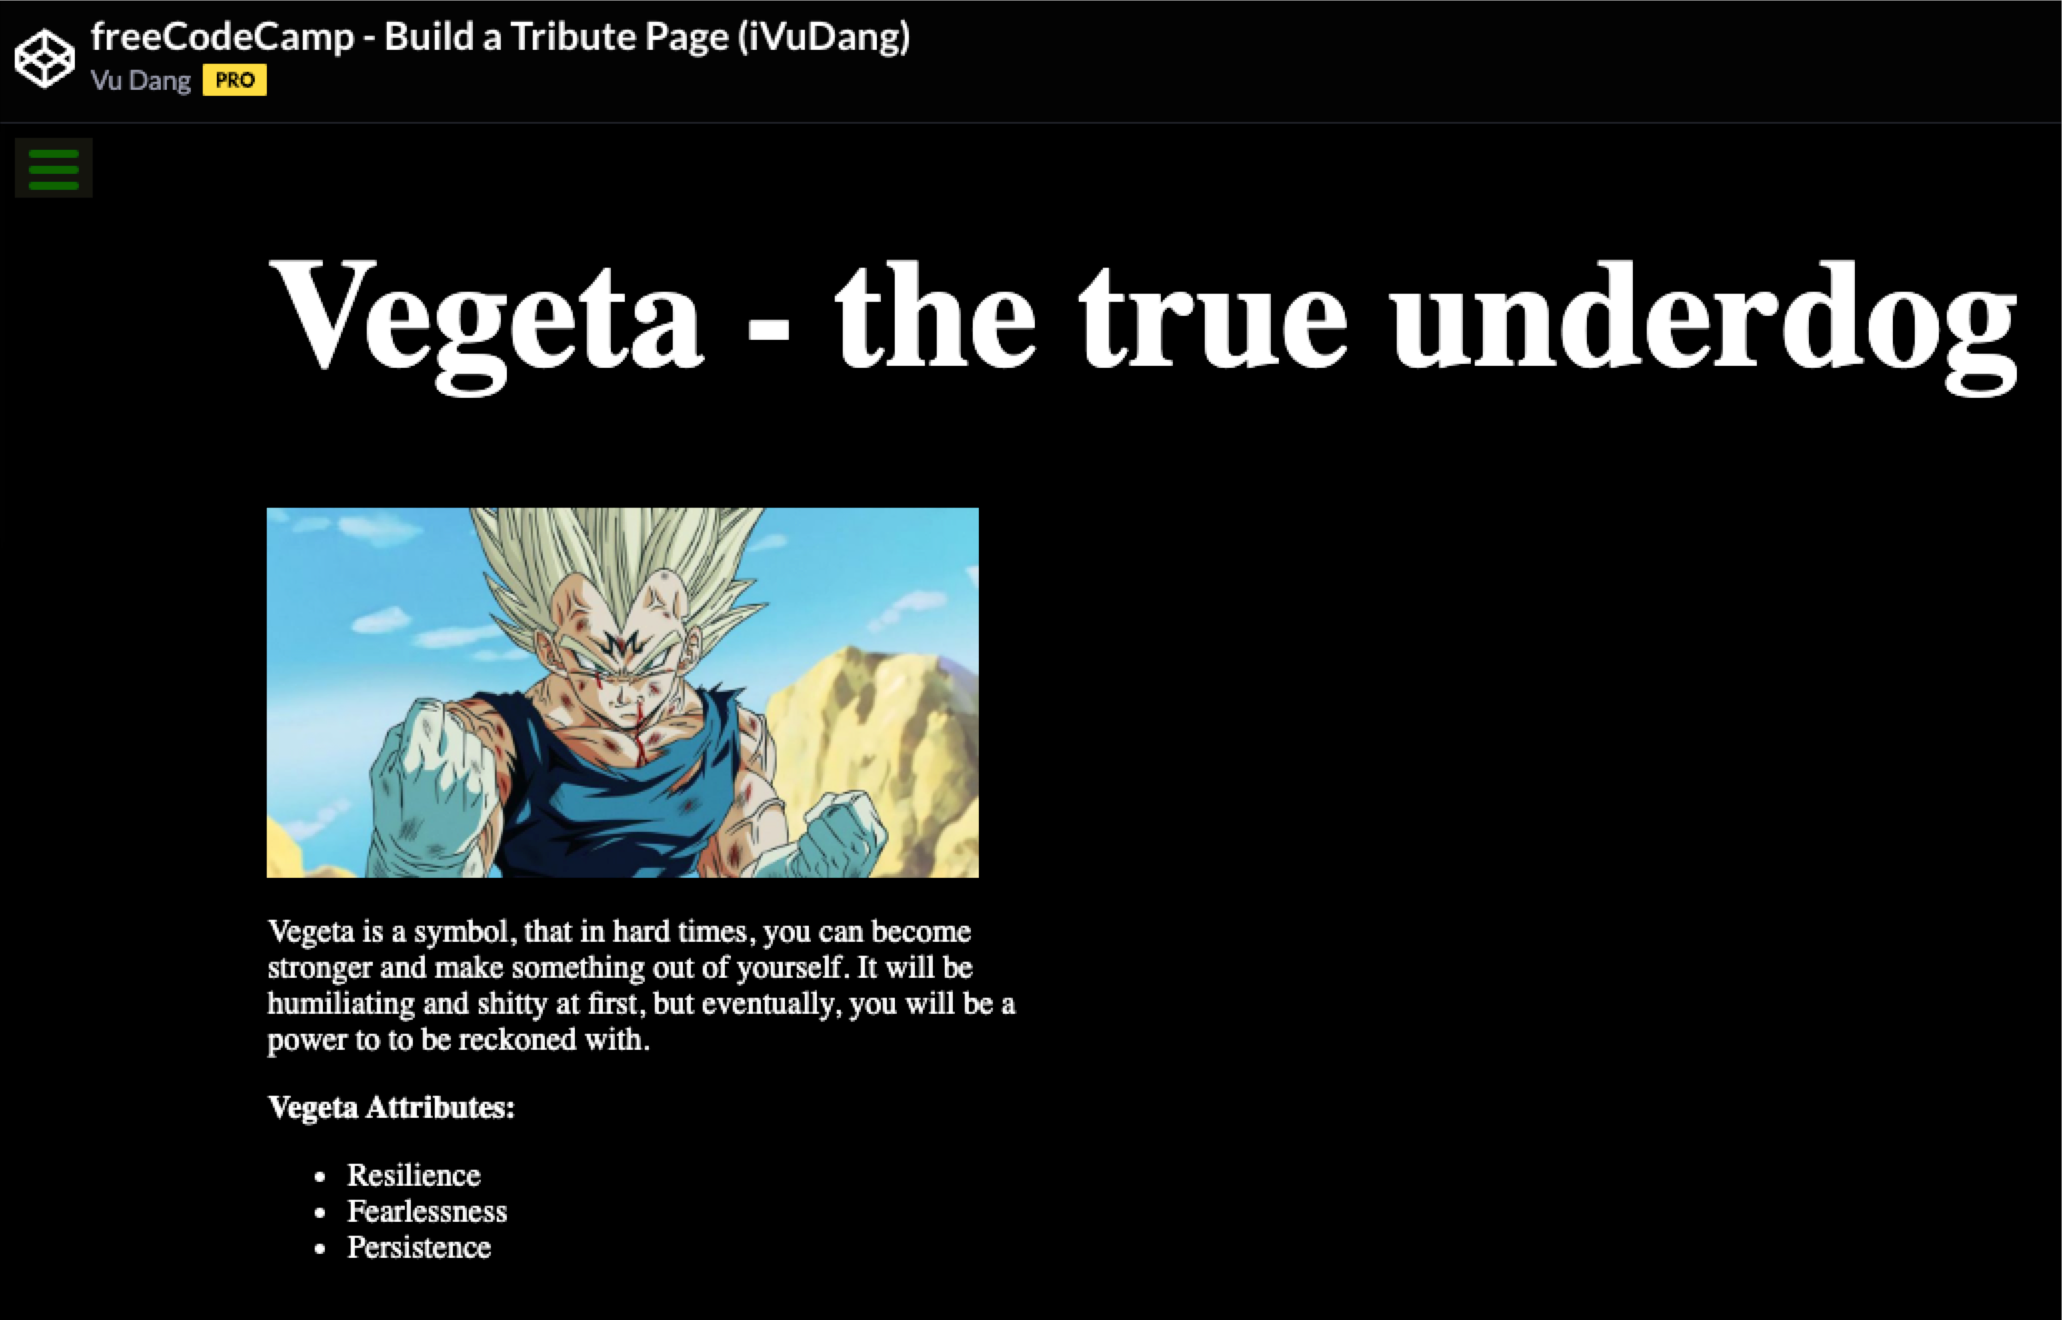 freeCodeCamp - Build a Tribute Page (iVuDang)
Vu Dang PRO
Vegeta - the true underdog
Vegeta is a symbol, that in hard times, you can become
stronger and make something out of yourself. It will be
humiliating and shitty at first, but eventually, you will be a
power to to be reckoned with.
Vegeta Attributes:
• Resilience
• Fearlessness
• Persistence